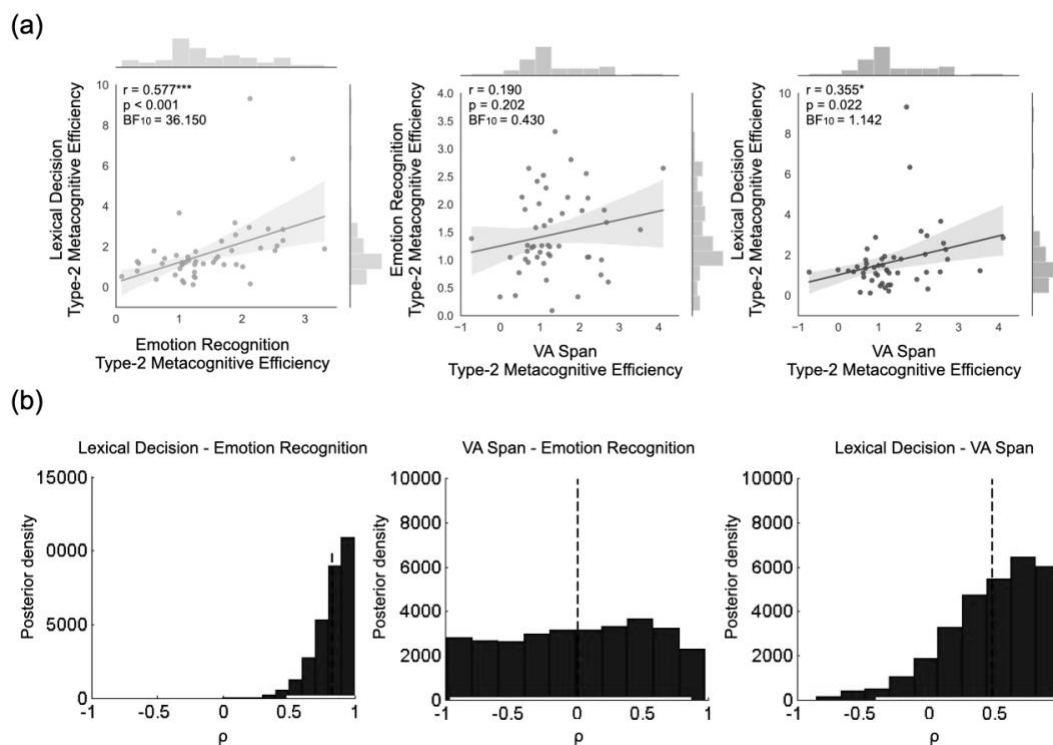 (a)
r = 0.577***
p < 0.001
BF10 = 36.150
10
8
6
4
2
0
0
1
2
3
Lexical Decision
Type-2 Metacognitive Efficiency
Emotion Recognition
Type-2 Metacognitive Efficiency
r = 0.190
p = 0.202
BF10 = 0.430
4.0
3.5
3.0
2.5
2.0
1.5
1.0
0.5
0.0
−1
0
1
2
3
4
Emotion Recognition
Type-2 Metacognitive Efficiency
VA Span
Type-2 Metacognitive Efficiency
r = 0.355*
p = 0.022
BF10 = 1.142
10
8
6
4
2
0
−1
0
1
2
3
4
Lexical Decision
Type-2 Metacognitive Efficiency
VA Span
Type-2 Metacognitive Efficiency
(b)
Lexical Decision - Emotion Recognition
15000
0000
5000
0
-1
-0.5
0
0.5
1
Posterior density
ρ
VA Span - Emotion Recognition
10000
8000
6000
4000
2000
0
-1
-0.5
0
0.5
1
Posterior density
ρ
Lexical Decision - VA Span
10000
8000
6000
4000
2000
0
-1
-0.5
0
0.5
1
Posterior density
ρ